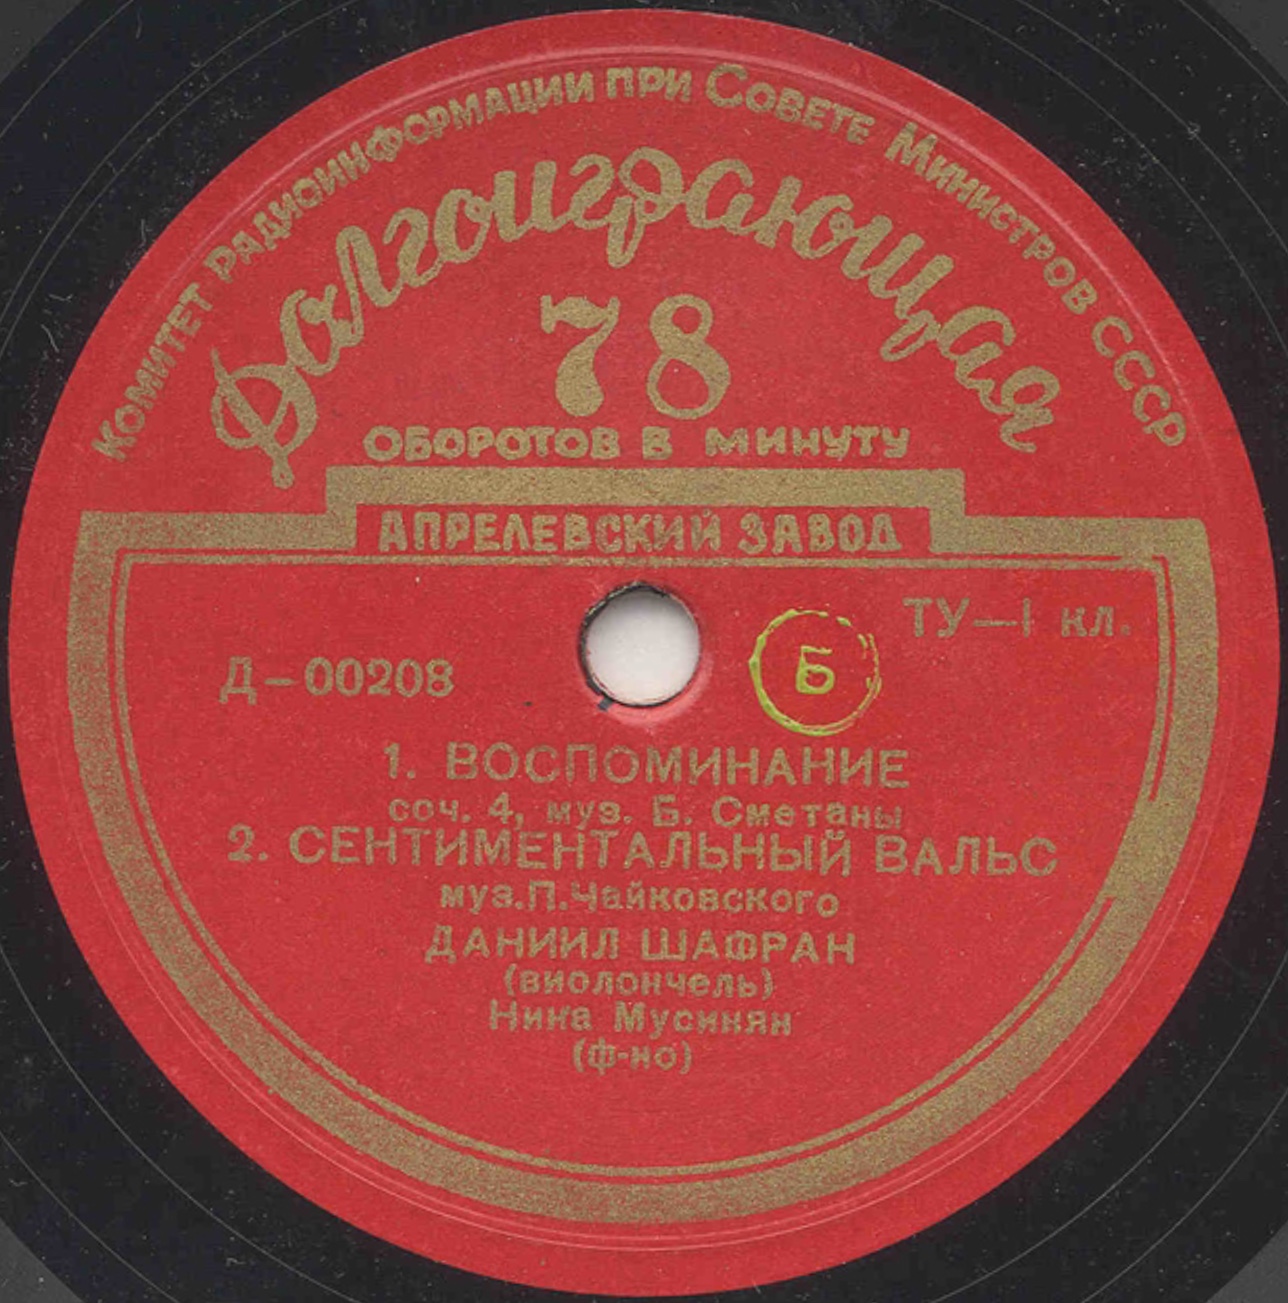 Комитет радиоинформации при Совете Министров СССР
Долгоиграющая
78
ОБОРОТОВ В МИНУТУ
АПРЕЛЕВСКИЙ ЗАВОД
ТУ—I кл.
Д-00208
Б
1. ВОСПОМИНАНИЕ
соч. 4, муз. Б. Сметаны
2. СЕНТИМЕНТАЛЬНЫЙ ВАЛЬС
муз.П.Чайковского
ДАНИИЛ ШАФРАН
(виолончель)
Нина Мусинян
(ф-но)